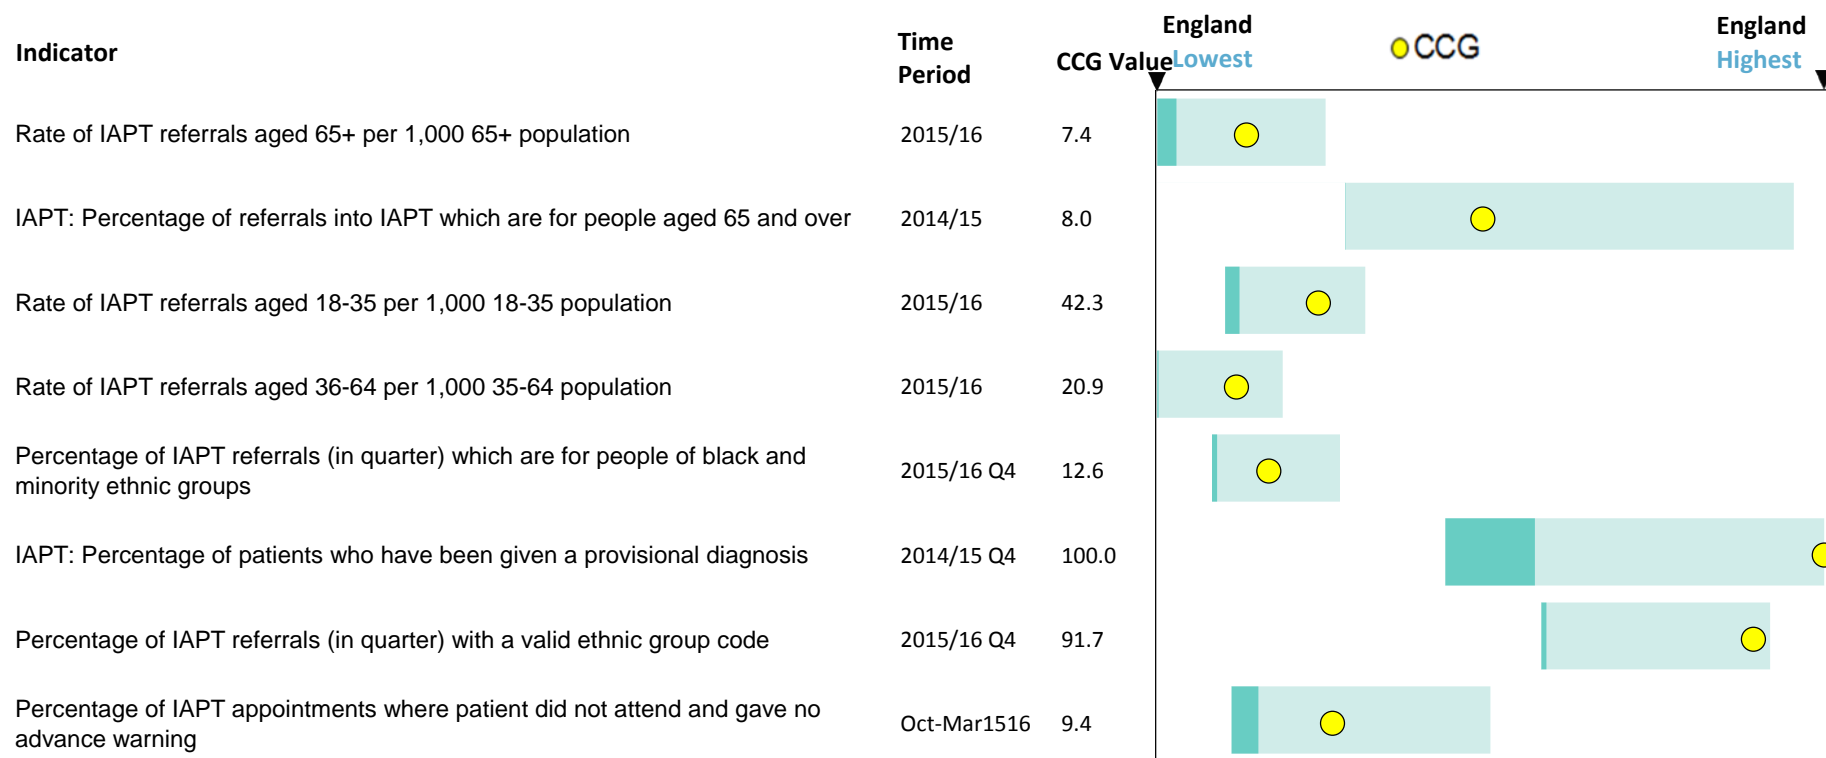 Indicator
Time
Period
CCG Value
England
Lowest
CCG
England
Highest
Rate of IAPT referrals aged 65+ per 1,000 65+ population 2015/16 7.4
IAPT: Percentage of referrals into IAPT which are for people aged 65 and over 2014/15 8.0
Rate of IAPT referrals aged 18-35 per 1,000 18-35 population 2015/16 42.3
Rate of IAPT referrals aged 36-64 per 1,000 35-64 population 2015/16 20.9
Percentage of IAPT referrals (in quarter) which are for people of black and
minority ethnic groups
2015/16 Q4 12.6
IAPT: Percentage of patients who have been given a provisional diagnosis 2014/15 Q4 100.0
Percentage of IAPT referrals (in quarter) with a valid ethnic group code 2015/16 Q4 91.7
Percentage of IAPT appointments where patient did not attend and gave no
advance warning
Oct-Mar1516 9.4